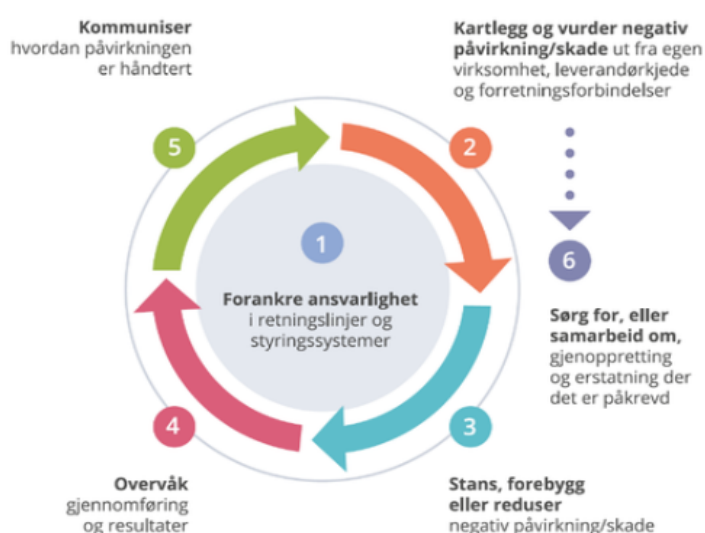 Kommuniser
hvordan påvirkningen
er håndtert
Kartlegg og vurder negativ
påvirkning/skade ut fra egen
virksomhet, leverandørkjede
og forretningsforbindelser
5
2
1
Forankre ansvarlighet
i retningslinjer og
styringssystemer
6
Sørg for, eller
samarbeid om,
gjenoppretting
og erstatning der
det er påkrevd
4
3
Overvåk
gjennomføring
og resultater
Stans, forebygg
eller reduser
negativ påvirkning/skade